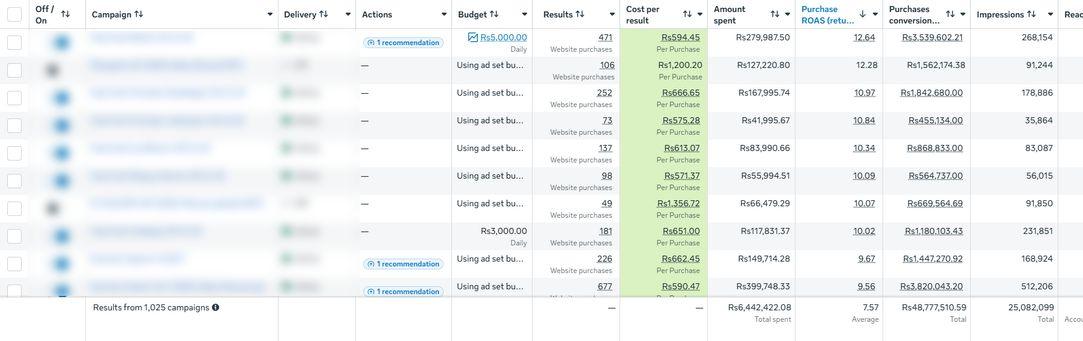 Off / On Campaign Delivery Actions Budget Results Cost per result Amount spent Purchase ROAS (retu... Purchases conversion... Impressions Reac
1 recommendation Rs5,000.00 Daily 471 Website purchases Rs594.45 Per Purchase Rs279,987.50 12.64 Rs3,539,602.21 268,154
— Using ad set bu... 106 Website purchases Rs1,200.20 Per Purchase Rs127,220.80 12.28 Rs1,562,174.38 91,244
— Using ad set bu... 252 Website purchases Rs666.65 Per Purchase Rs167,995.74 10.97 Rs1,842,680.00 178,886
— Using ad set bu... 73 Website purchases Rs575.28 Per Purchase Rs41,995.67 10.84 Rs455,134.00 35,864
— Using ad set bu... 137 Website purchases Rs613.07 Per Purchase Rs83,990.66 10.34 Rs868,833.00 83,087
— Using ad set bu... 98 Website purchases Rs571.37 Per Purchase Rs55,994.51 10.09 Rs564,737.00 56,015
— Using ad set bu... 49 Website purchases Rs1,356.72 Per Purchase Rs66,479.29 10.07 Rs669,564.69 91,850
— Rs3,000.00 Daily 181 Website purchases Rs651.00 Per Purchase Rs117,831.37 10.02 Rs1,180,103.43 231,851
1 recommendation Using ad set bu... 226 Website purchases Rs662.45 Per Purchase Rs149,714.28 9.67 Rs1,447,270.92 168,924
1 recommendation Using ad set bu... 677 Website purchases Rs590.47 Per Purchase Rs399,748.33 9.56 Rs3,820,043.20 512,206
Results from 1,025 campaigns — — Rs6,442,422.08 Total spent 7.57 Average Rs48,777,510.59 Total 25,082,099 Total Accou